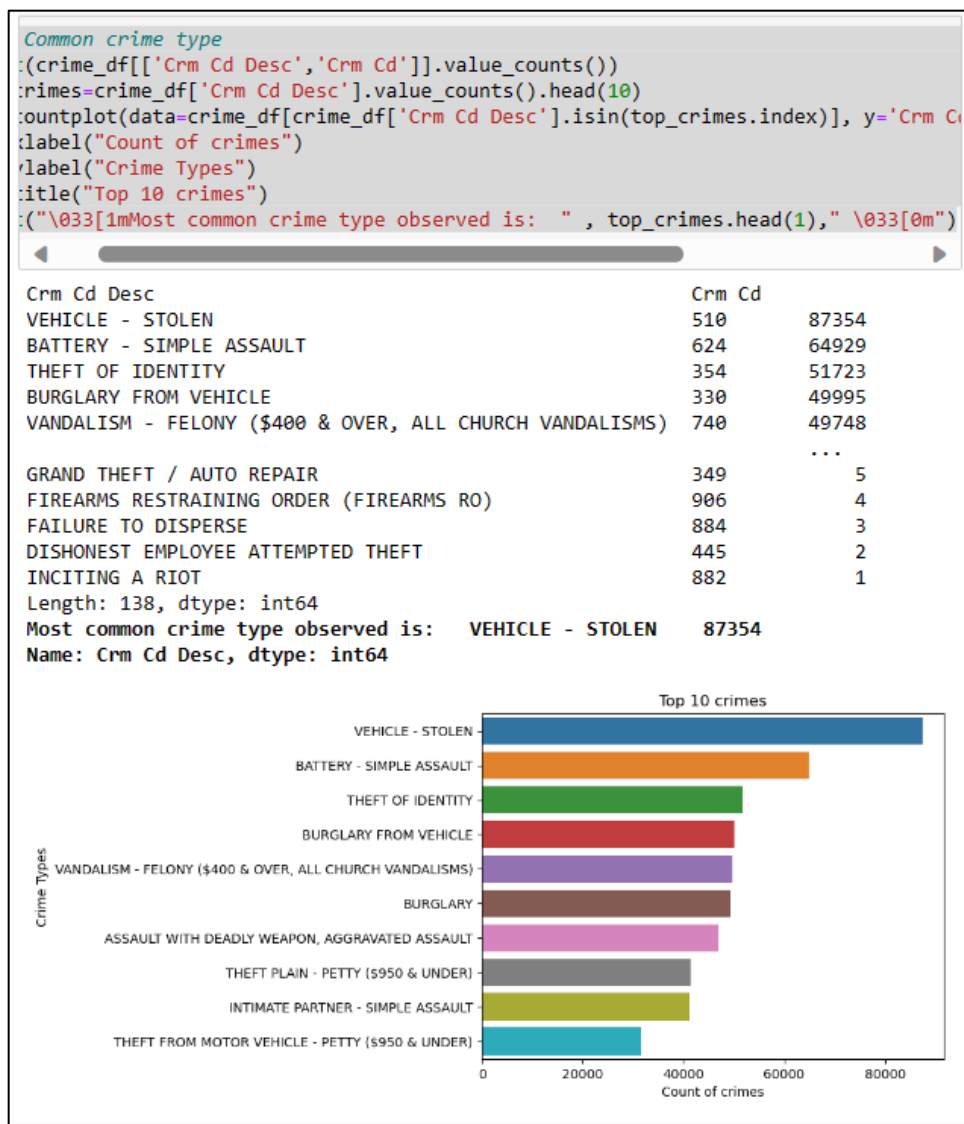 Common crime type
(crime_df[['Crm Cd Desc','Crm Cd']].value_counts())
rimes=crime_df['Crm Cd Desc'].value_counts().head(10)
ountplot(data=crime_df[crime_df['Crm Cd Desc'].isin(top_crimes.index)], y='Crm C
label("Count of crimes")
label("Crime Types")
itle("Top 10 crimes")
("\033[1mMost common crime type observed is:  " , top_crimes.head(1)," \033[0m")
Crm Cd Desc Crm Cd
VEHICLE - STOLEN 510 87354
BATTERY - SIMPLE ASSAULT 624 64929
THEFT OF IDENTITY 354 51723
BURGLARY FROM VEHICLE 330 49995
VANDALISM - FELONY ($400 & OVER, ALL CHURCH VANDALISMS) 740 49748
...
GRAND THEFT / AUTO REPAIR 349 5
FIREARMS RESTRAINING ORDER (FIREARMS RO) 906 4
FAILURE TO DISPERSE 884 3
DISHONEST EMPLOYEE ATTEMPTED THEFT 445 2
INCITING A RIOT 882 1
Length: 138, dtype: int64
Most common crime type observed is: VEHICLE - STOLEN 87354
Name: Crm Cd Desc, dtype: int64
Top 10 crimes
VEHICLE - STOLEN
BATTERY - SIMPLE ASSAULT
THEFT OF IDENTITY
BURGLARY FROM VEHICLE
VANDALISM - FELONY ($400 & OVER, ALL CHURCH VANDALISMS)
BURGLARY
ASSAULT WITH DEADLY WEAPON, AGGRAVATED ASSAULT
THEFT PLAIN - PETTY ($950 & UNDER)
INTIMATE PARTNER - SIMPLE ASSAULT
THEFT FROM MOTOR VEHICLE - PETTY ($950 & UNDER)
Crime Types
0 20000 40000 60000 80000
Count of crimes